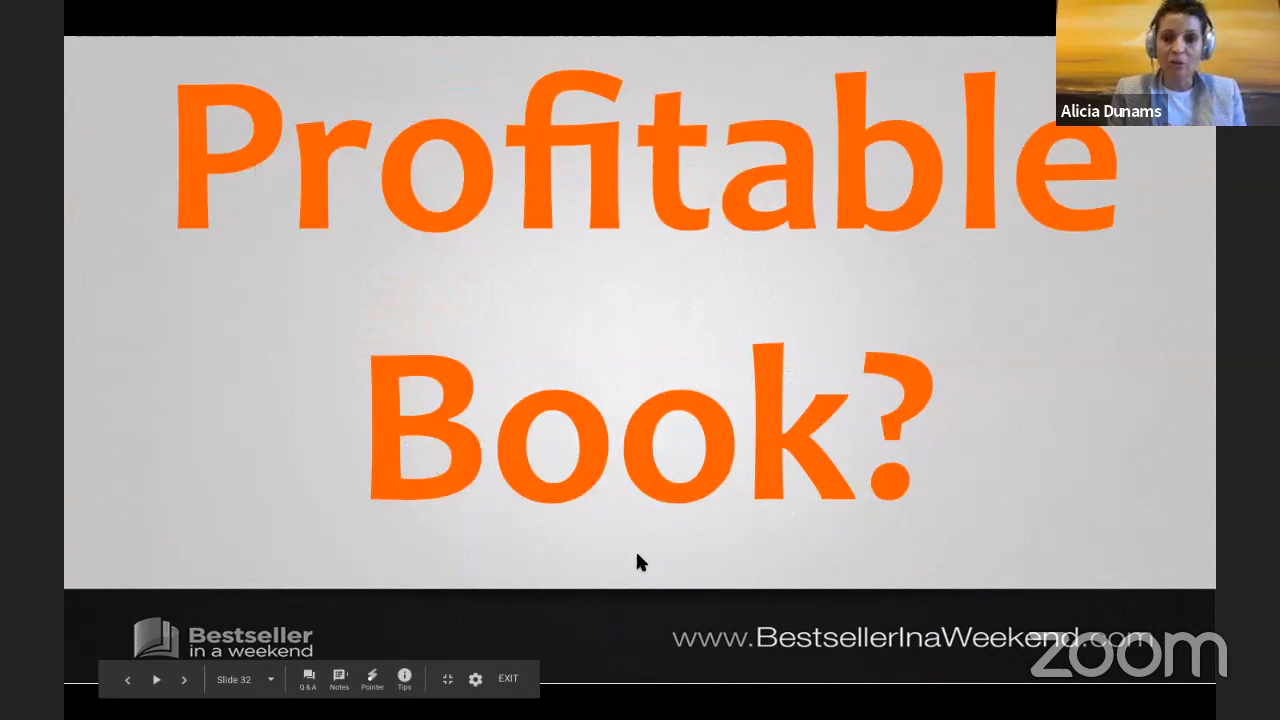 Profitable
Alicia Dunams
Book?
Bestseller
in a weekend
www.BestsellerInaWeekend.com
zoom
Slide 32
Q & A
Notes
Pointer
Tips
EXIT